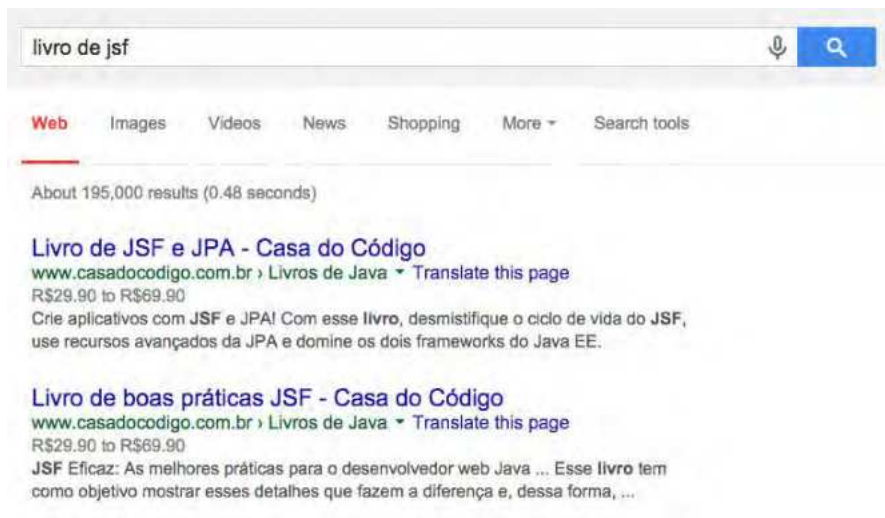 livro de jsf
Web Images Videos News Shopping More Search tools
About 195,000 results (0.48 seconds)
Livro de JSF e JPA - Casa do Código
www.casadocodigo.com.br › Livros de Java Translate this page
R$29.90 to R$69.90
Crie aplicativos com JSF e JPA! Com esse livro, desmistifique o ciclo de vida do JSF,
use recursos avançados da JPA e domine os dois frameworks do Java EE.
Livro de boas práticas JSF - Casa do Código
www.casadocodigo.com.br › Livros de Java Translate this page
R$29.90 to R$69.90
JSF Eficaz: As melhores práticas para o desenvolvedor web Java ... Esse livro tem
como objetivo mostrar esses detalhes que fazem a diferença e, dessa forma, ...